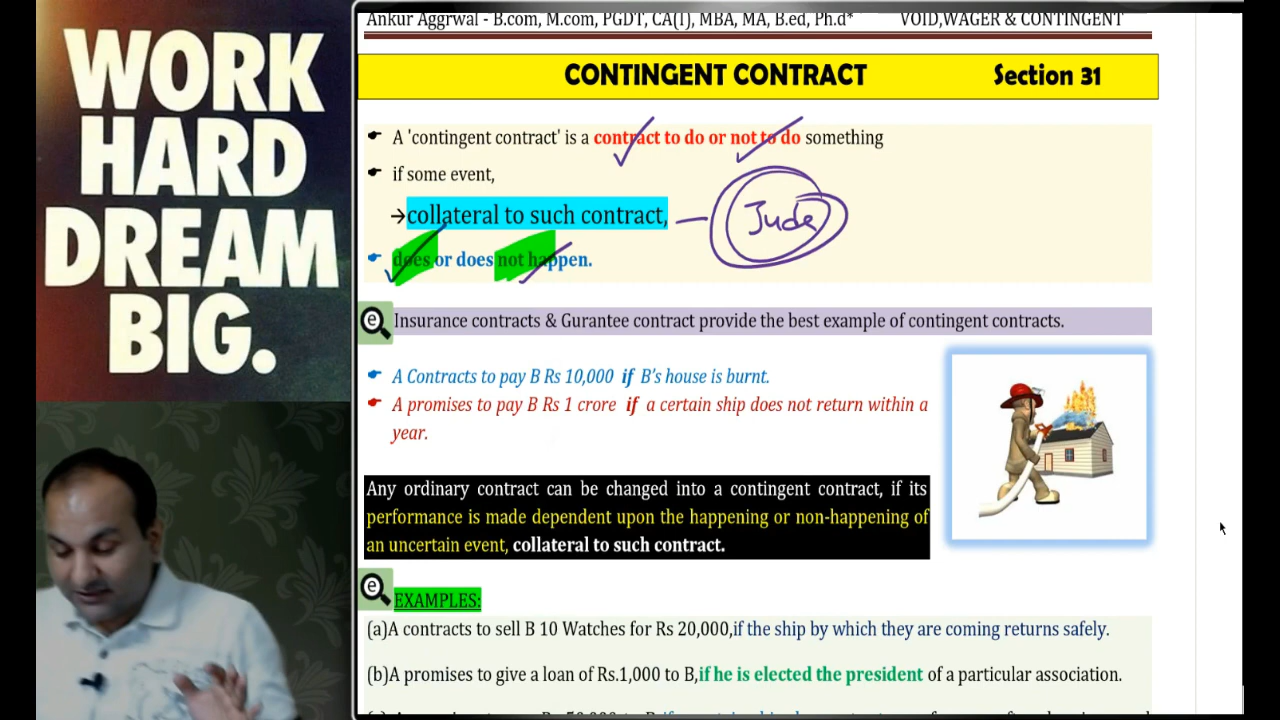 WORK
HARD
DREAM
BIG.
Ankur Aggrwal - B.com, M.com, PGDT, CA(I), MBA, MA, B.ed, Ph.d* VOID,WAGER & CONTINGENT
CONTINGENT CONTRACT Section 31
A 'contingent contract' is a contract to do or not to do something
if some event,
→collateral to such contract,
Jude
does or does not happen.
Insurance contracts & Gurantee contract provide the best example of contingent contracts.
A Contracts to pay B Rs 10,000 if B's house is burnt.
A promises to pay B Rs 1 crore if a certain ship does not return within a
year.
Any ordinary contract can be changed into a contingent contract, if its
performance is made dependent upon the happening or non-happening of
an uncertain event, collateral to such contract.
EXAMPLES:
(a)A contracts to sell B 10 Watches for Rs 20,000,if the ship by which they are coming returns safely.
(b)A promises to give a loan of Rs.1,000 to B,if he is elected the president of a particular association.